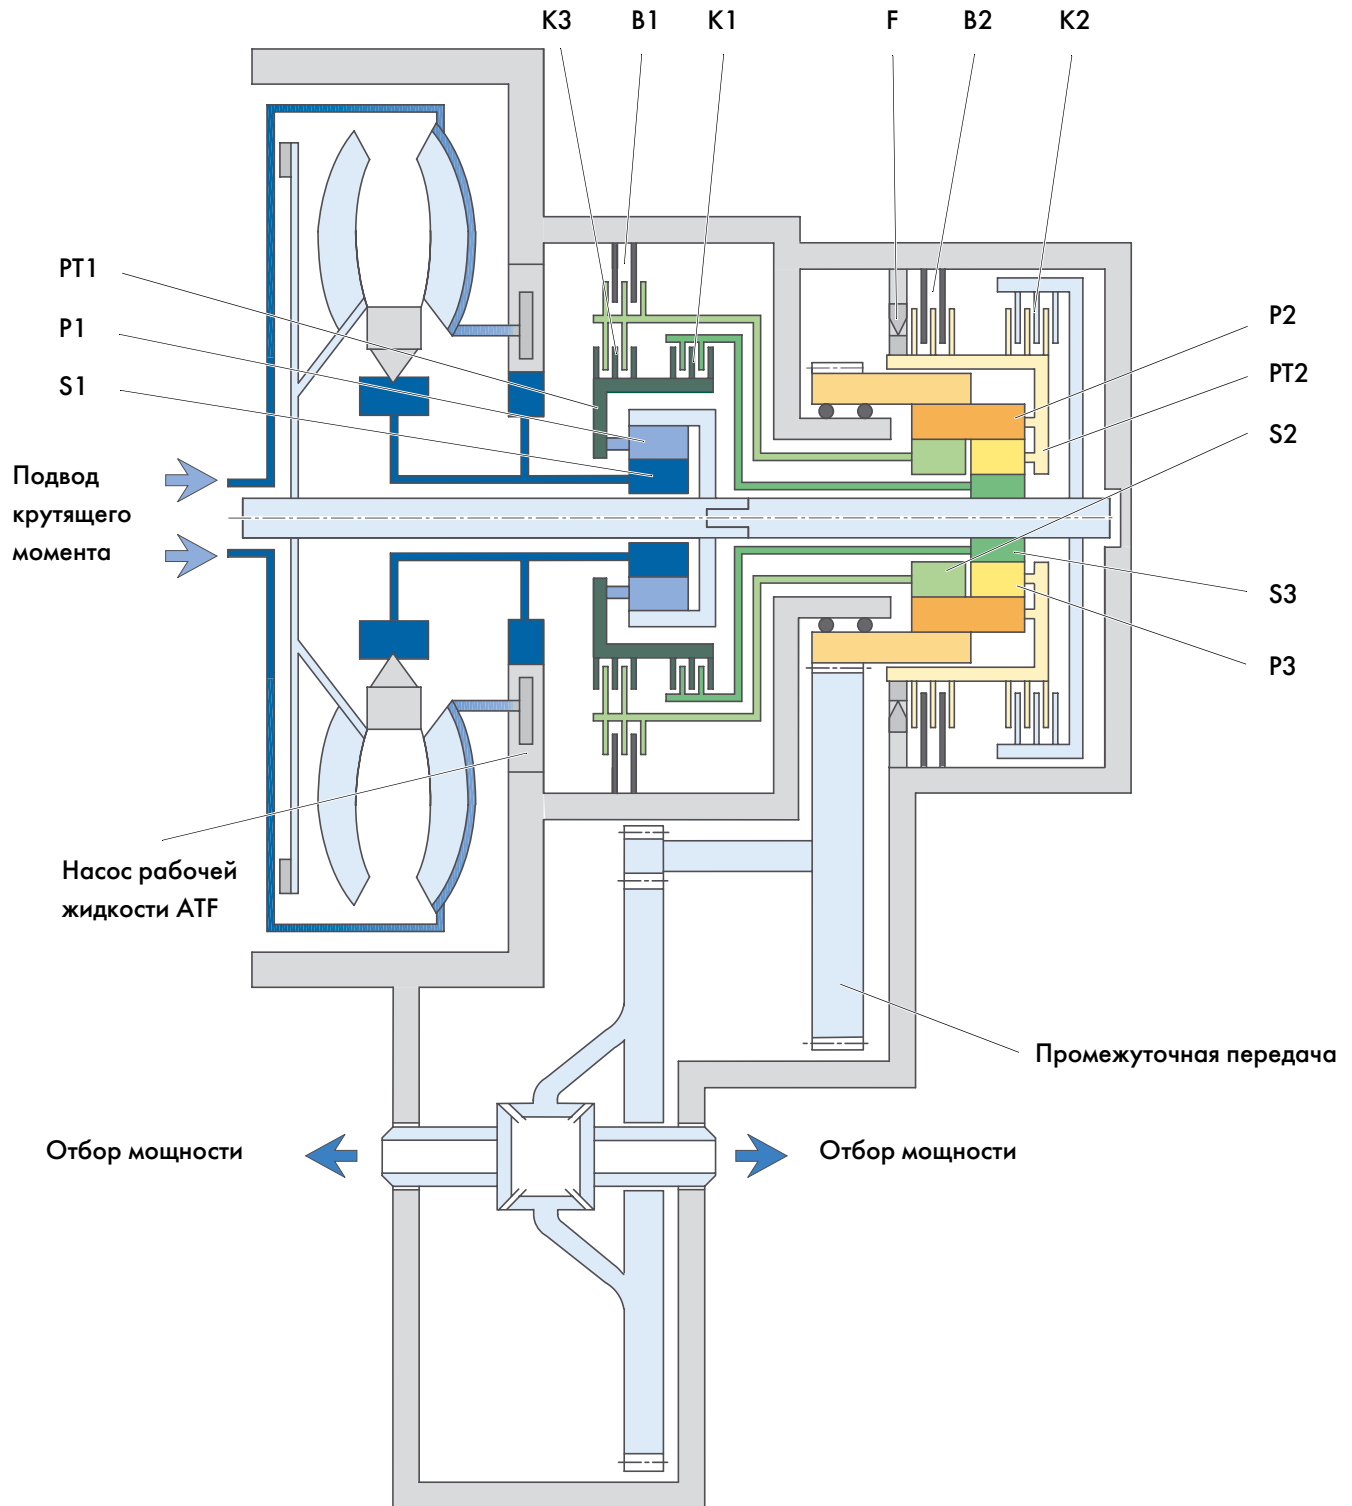 K3 B1 K1 F B2 K2
PT1
P1
S1
P2
PT2
S2
Подвод
крутящего
момента
S3
P3
Насос рабочей
жидкости ATF
Промежуточная передача
Отбор мощности
Отбор мощности